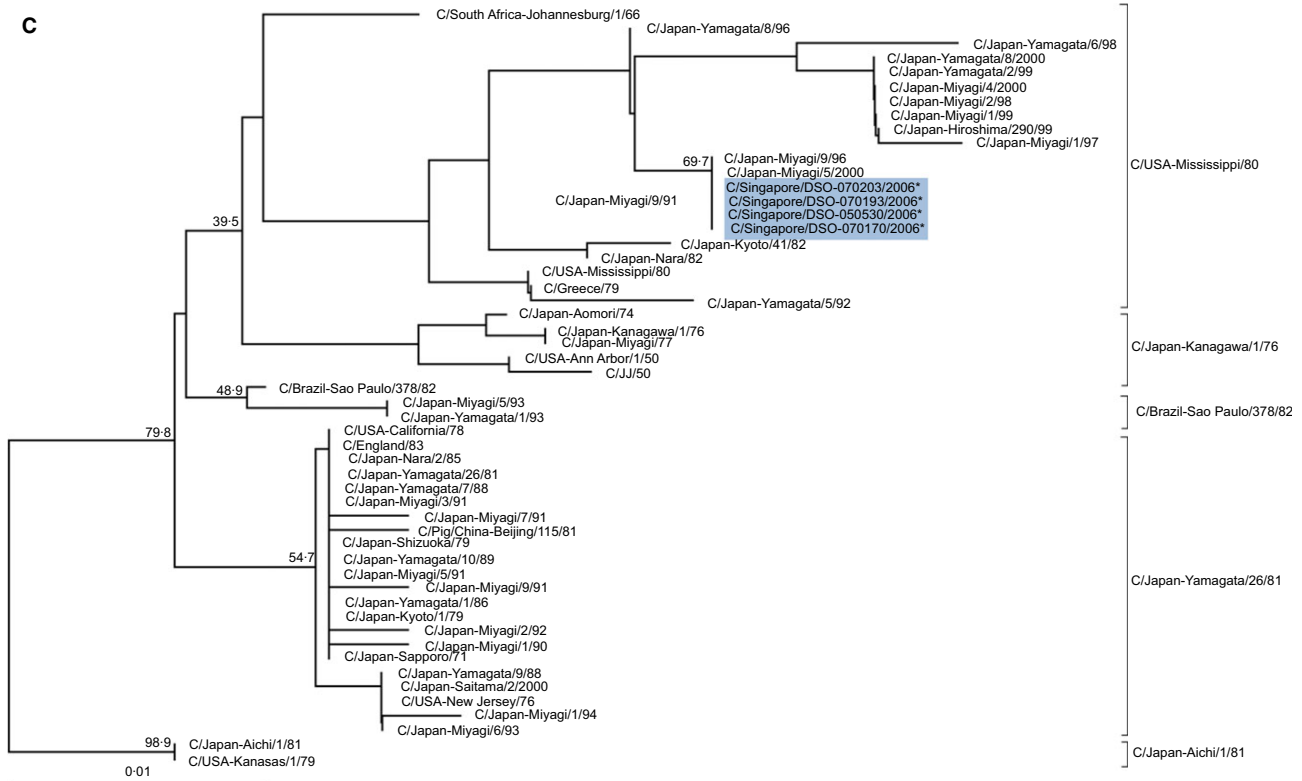 C
C/South Africa-Johannesburg/1/66
C/Japan-Yamagata/8/96
C/Japan-Yamagata/6/98
C/Japan-Yamagata/8/2000
C/Japan-Yamagata/2/99
C/Japan-Miyagi/4/2000
C/Japan-Miyagi/2/98
C/Japan-Miyagi/1/99
C/Japan-Hiroshima/290/99
C/Japan-Miyagi/1/97
69·7
C/Japan-Miyagi/9/96
C/USA-Mississippi/80
C/Japan-Miyagi/5/2000
C/Singapore/DSO-070203/2006*
C/Japan-Miyagi/9/91
C/Singapore/DSO-070193/2006*
C/Singapore/DSO-050530/2006*
39·5
C/Singapore/DSO-070170/2006*
C/Japan-Kyoto/41/82
C/Japan-Nara/82
C/USA-Mississippi/80
C/Greece/79
C/Japan-Yamagata/5/92
C/Japan-Aomori/74
C/Japan-Kanagawa/1/76
C/Japan-Miyagi/77
C/Japan-Kanagawa/1/76
C/USA-Ann Arbor/1/50
C/JJ/50
48·9
C/Brazil-Sao Paulo/378/82
C/Japan-Miyagi/5/93
C/Brazil-Sao Paulo/378/82
C/Japan-Yamagata/1/93
79·8
C/USA-California/78
C/England/83
C/Japan-Nara/2/85
C/Japan-Yamagata/26/81
C/Japan-Yamagata/7/88
C/Japan-Miyagi/3/91
C/Japan-Miyagi/7/91
C/Pig/China-Beijing/115/81
C/Japan-Shizuoka/79
54·7
C/Japan-Yamagata/10/89
C/Japan-Miyagi/5/91
C/Japan-Yamagata/26/81
C/Japan-Miyagi/9/91
C/Japan-Yamagata/1/86
C/Japan-Kyoto/1/79
C/Japan-Miyagi/2/92
C/Japan-Miyagi/1/90
C/Japan-Sapporo/71
C/Japan-Yamagata/9/88
C/Japan-Saitama/2/2000
C/USA-New Jersey/76
C/Japan-Miyagi/1/94
C/Japan-Miyagi/6/93
98·9
C/Japan-Aichi/1/81
C/Japan-Aichi/1/81
C/USA-Kanasas/1/79
0·01